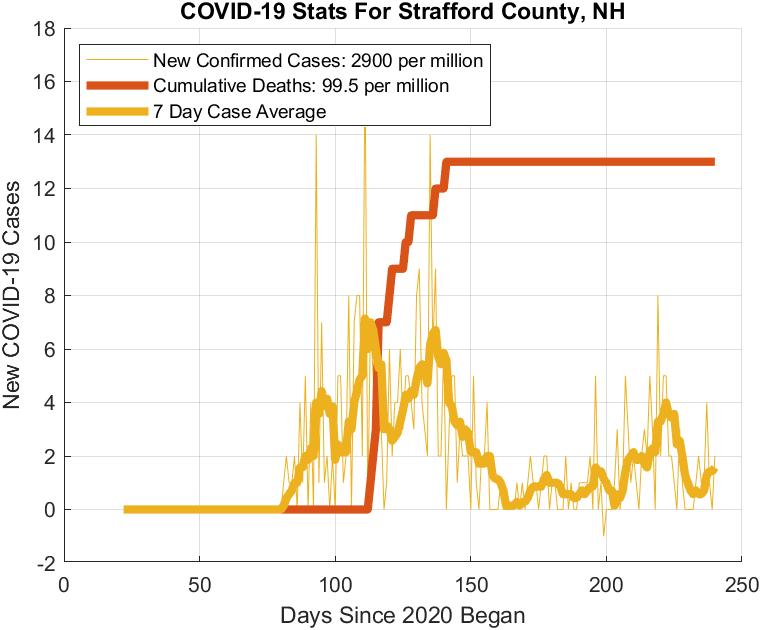 COVID-19 Stats For Strafford County, NH
18
16
14
12
10
8
6
4
2
0
-2
New COVID-19 Cases
New Confirmed Cases: 2900 per million
Cumulative Deaths: 99.5 per million
7 Day Case Average
0 50 100 150 200 250
Days Since 2020 Began